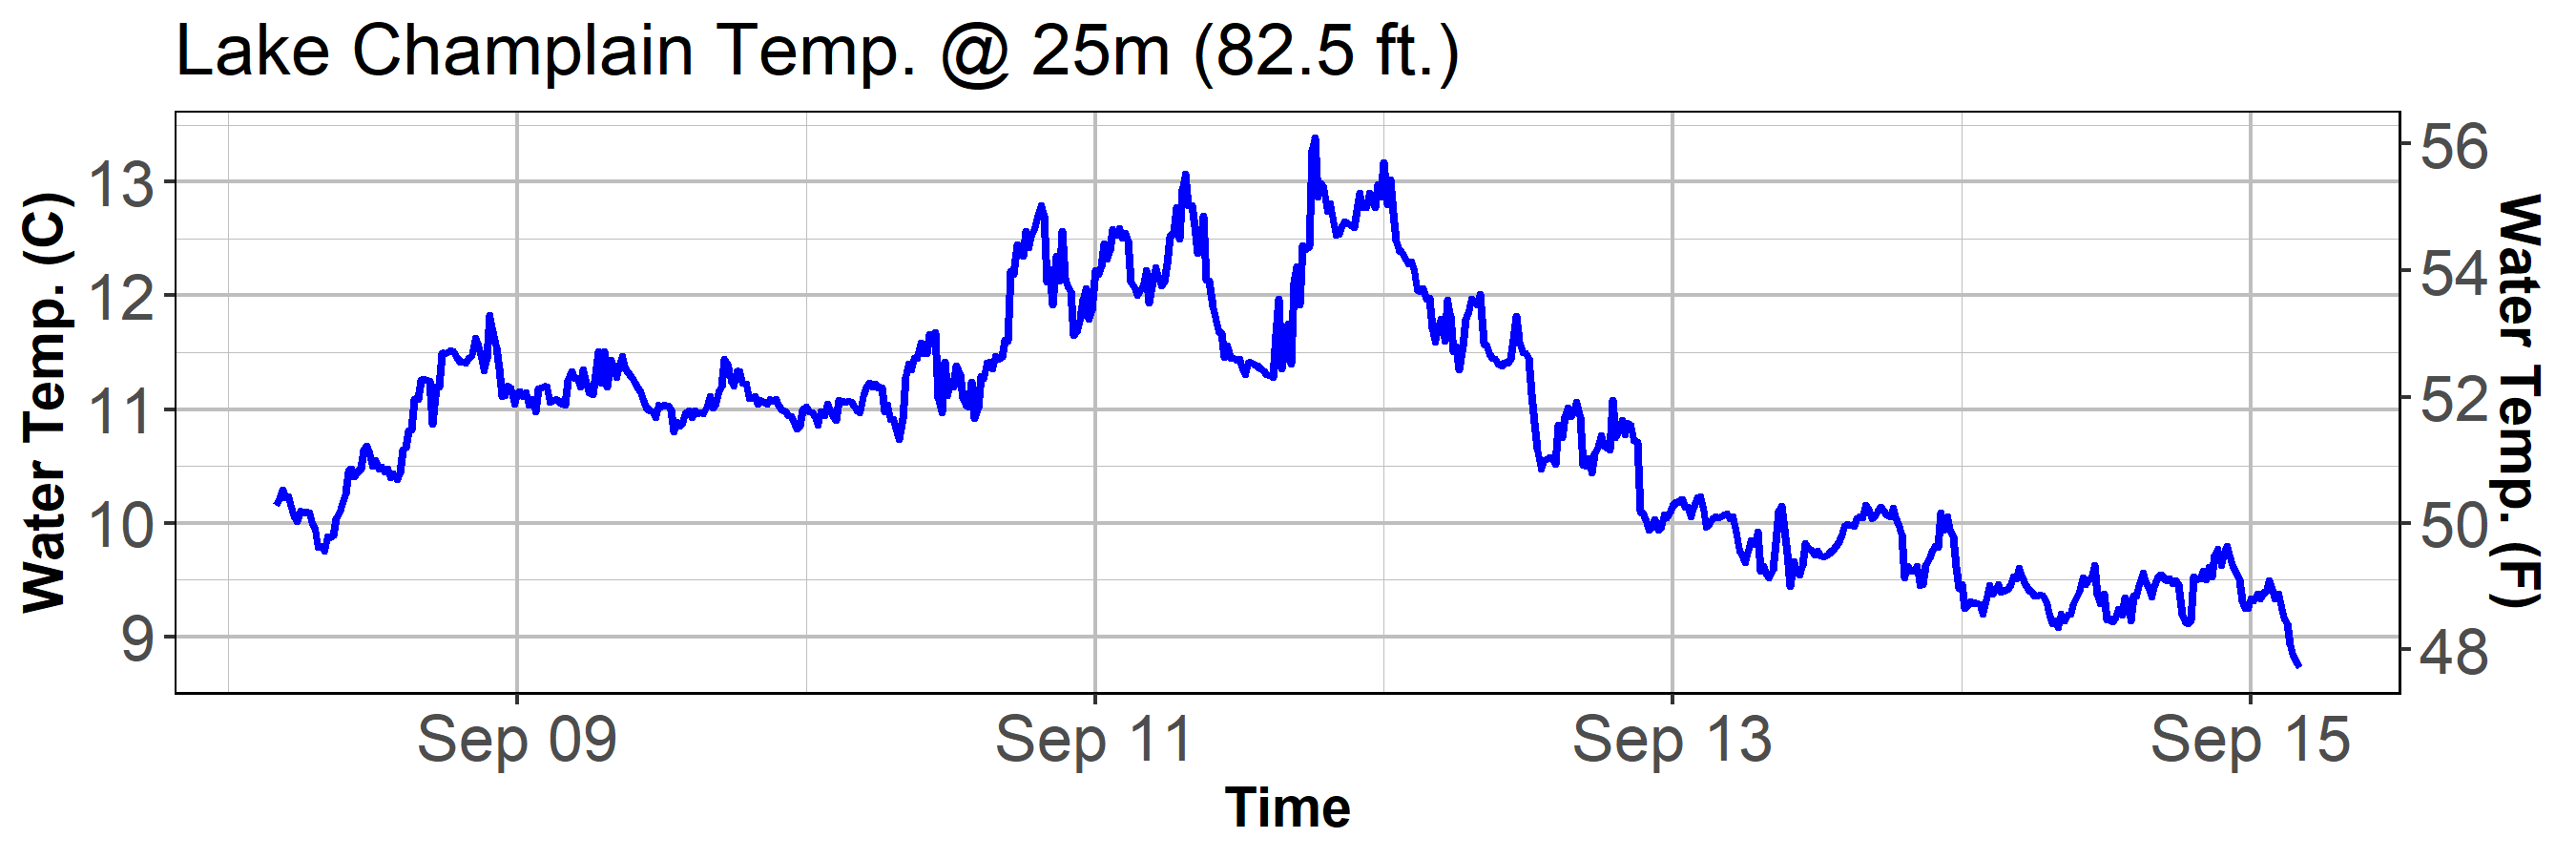 Lake Champlain Temp. @ 25m (82.5 ft.)
Water Temp. (C)
13
12
11
10
9
56
54
52
50
48
Water Temp. (F)
Sep 09 Sep 11 Sep 13 Sep 15
Time